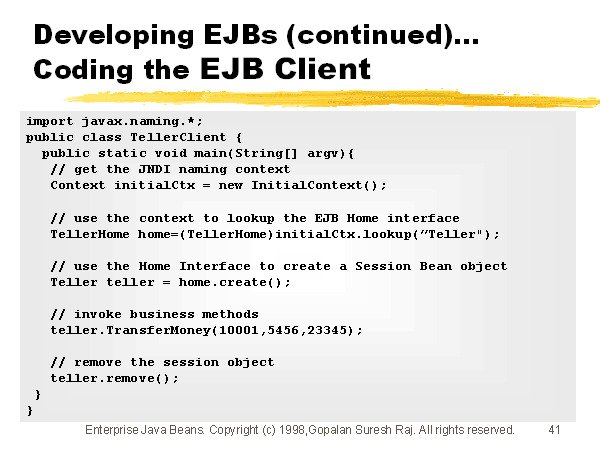 Developing EJBs (continued)...
Coding the EJB Client
import javax.naming.*;
public class TellerClient {
  public static void main(String[] argv){
   // get the JNDI naming context
   Context initialCtx = new InitialContext();

   // use the context to lookup the EJB Home interface
   TellerHome home=(TellerHome)initialCtx.lookup(”Teller");

   // use the Home Interface to create a Session Bean object
   Teller teller = home.create();

   // invoke business methods
   teller.TransferMoney(10001,5456,23345);

   // remove the session object
   teller.remove();
 }
}
Enterprise Java Beans. Copyright (c) 1998,Gopalan Suresh Raj. All rights reserved. 41